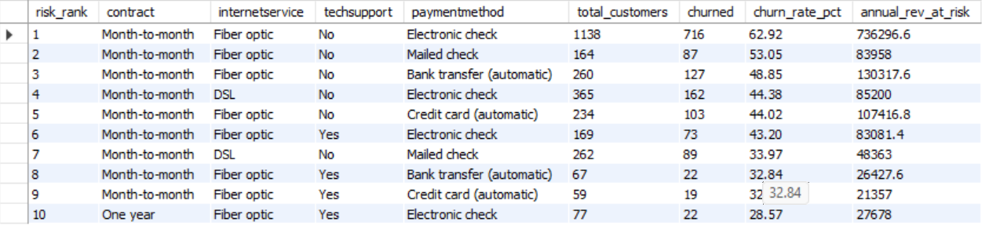 risk_rank contract internetservice techsupport paymentmethod total_customers churned churn_rate_pct annual_rev_at_risk
1 Month-to-month Fiber optic No Electronic check 1138 716 62.92 736296.6
2 Month-to-month Fiber optic No Mailed check 164 87 53.05 83958
3 Month-to-month Fiber optic No Bank transfer (automatic) 260 127 48.85 130317.6
4 Month-to-month DSL No Electronic check 365 162 44.38 85200
5 Month-to-month Fiber optic No Credit card (automatic) 234 103 44.02 107416.8
6 Month-to-month Fiber optic Yes Electronic check 169 73 43.20 83081.4
7 Month-to-month DSL No Mailed check 262 89 33.97 48363
8 Month-to-month Fiber optic Yes Bank transfer (automatic) 67 22 32.84 26427.6
9 Month-to-month Fiber optic Yes Credit card (automatic) 59 19 32 32.84 21357
10 One year Fiber optic Yes Electronic check 77 22 28.57 27678